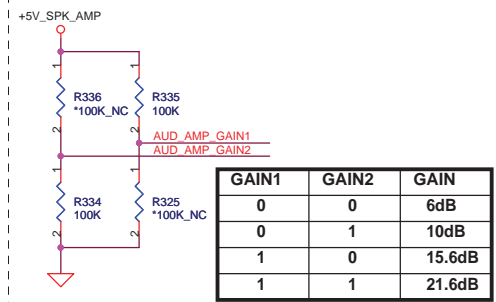 +5V_SPK_AMP
1
1
R336
*100K_NC
R335
100K
2
2
AUD_AMP_GAIN1
AUD_AMP_GAIN2
1
1
R334
100K
R325
*100K_NC
2
2
GAIN1 GAIN2 GAIN
0 0 6dB
0 1 10dB
1 0 15.6dB
1 1 21.6dB